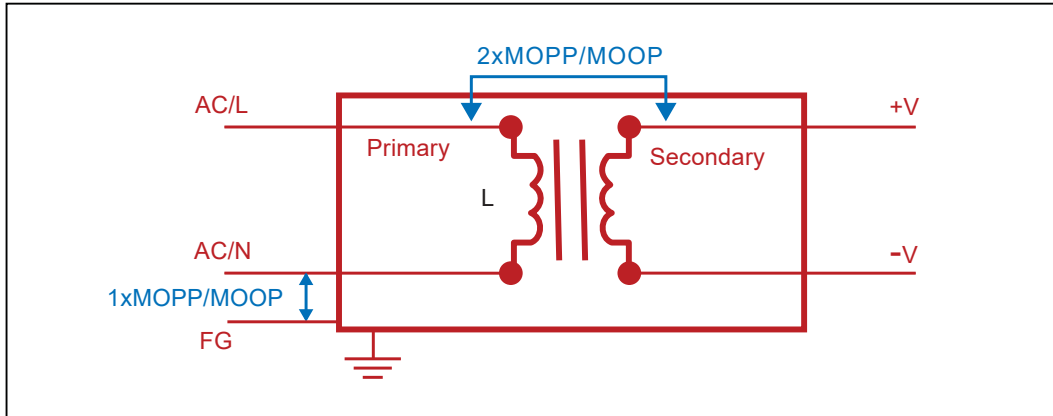 2xMOPP/MOOP
AC/L
+V
Primary
Secondary
L
AC/N
-V
1xMOPP/MOOP
FG